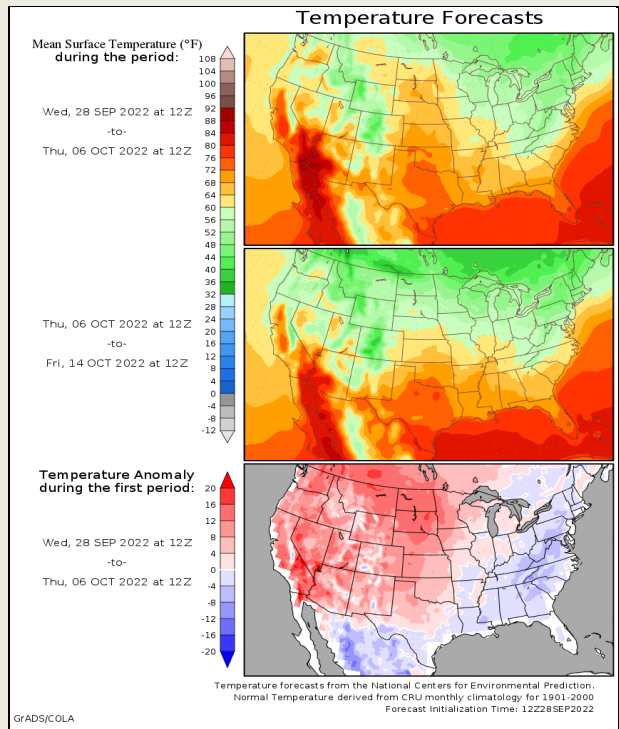 Temperature Forecasts
Mean Surface Temperature (°F)
during the period:
Wed, 28 SEP 2022 at 12Z
-to-
Thu, 06 OCT 2022 at 12Z
108
104
100
96
92
88
84
80
76
72
68
64
60
56
52
48
44
40
36
32
28
24
20
16
12
8
4
0
-4
-8
-12
Thu, 06 OCT 2022 at 12Z
-to-
Fri, 14 OCT 2022 at 12Z
Temperature Anomaly
during the first period:
Wed, 28 SEP 2022 at 12Z
-to-
Thu, 06 OCT 2022 at 12Z
20
16
12
8
4
0
-4
-8
-12
-16
-20
Temperature forecasts from the National Centers for Environmental Prediction.
Normal Temperature derived from CRU monthly climatology for 1901-2000
Forecast Initialization Time: 12Z28SEP2022
GrADS/COLA